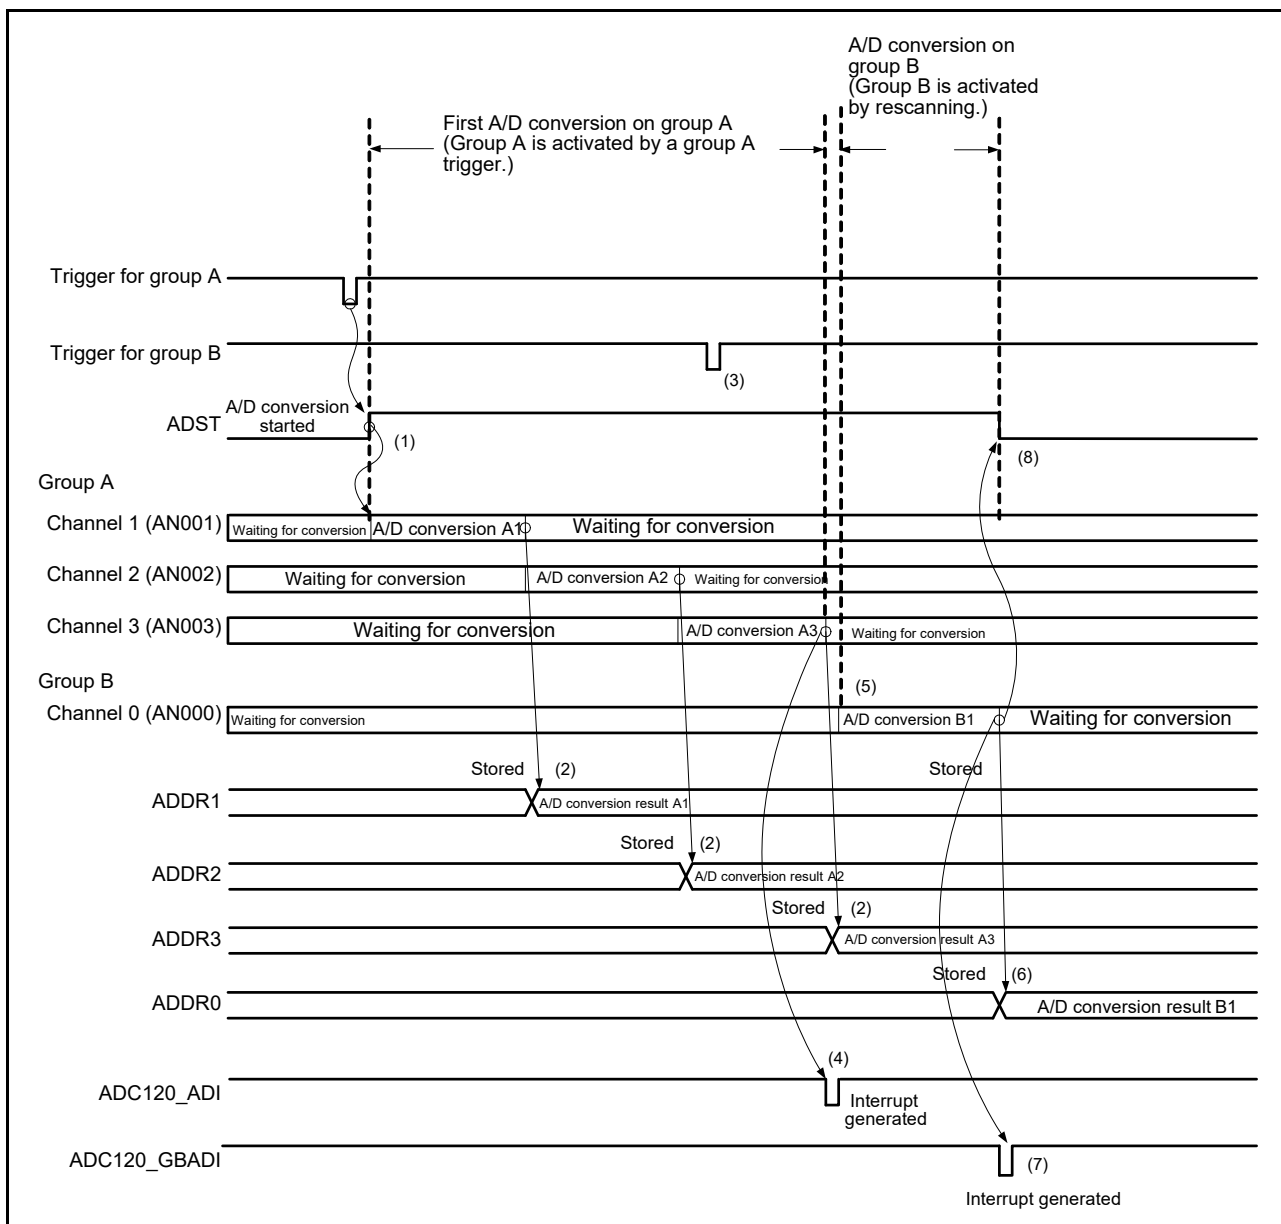 A/D conversion on
group B
(Group B is activated
by rescanning.)
First A/D conversion on group A
(Group A is activated by a group A
trigger.)
Trigger for group A
Trigger for group B
(3)
A/D conversion
started
ADST
(1)
(8)
Group A
Channel 1 (AN001)
Waiting for conversion
A/D conversion A1
Waiting for conversion
Channel 2 (AN002)
Waiting for conversion
A/D conversion A2
Waiting for conversion
Channel 3 (AN003)
Waiting for conversion
A/D conversion A3
Waiting for conversion
Group B
(5)
Channel 0 (AN000)
Waiting for conversion
A/D conversion B1
Waiting for conversion
Stored
(2)
Stored
ADDR1
A/D conversion result A1
Stored
(2)
ADDR2
A/D conversion result A2
Stored
(2)
ADDR3
A/D conversion result A3
Stored
(6)
ADDR0
A/D conversion result B1
(4)
ADC120_ADI
Interrupt
generated
ADC120_GBADI
(7)
Interrupt generated